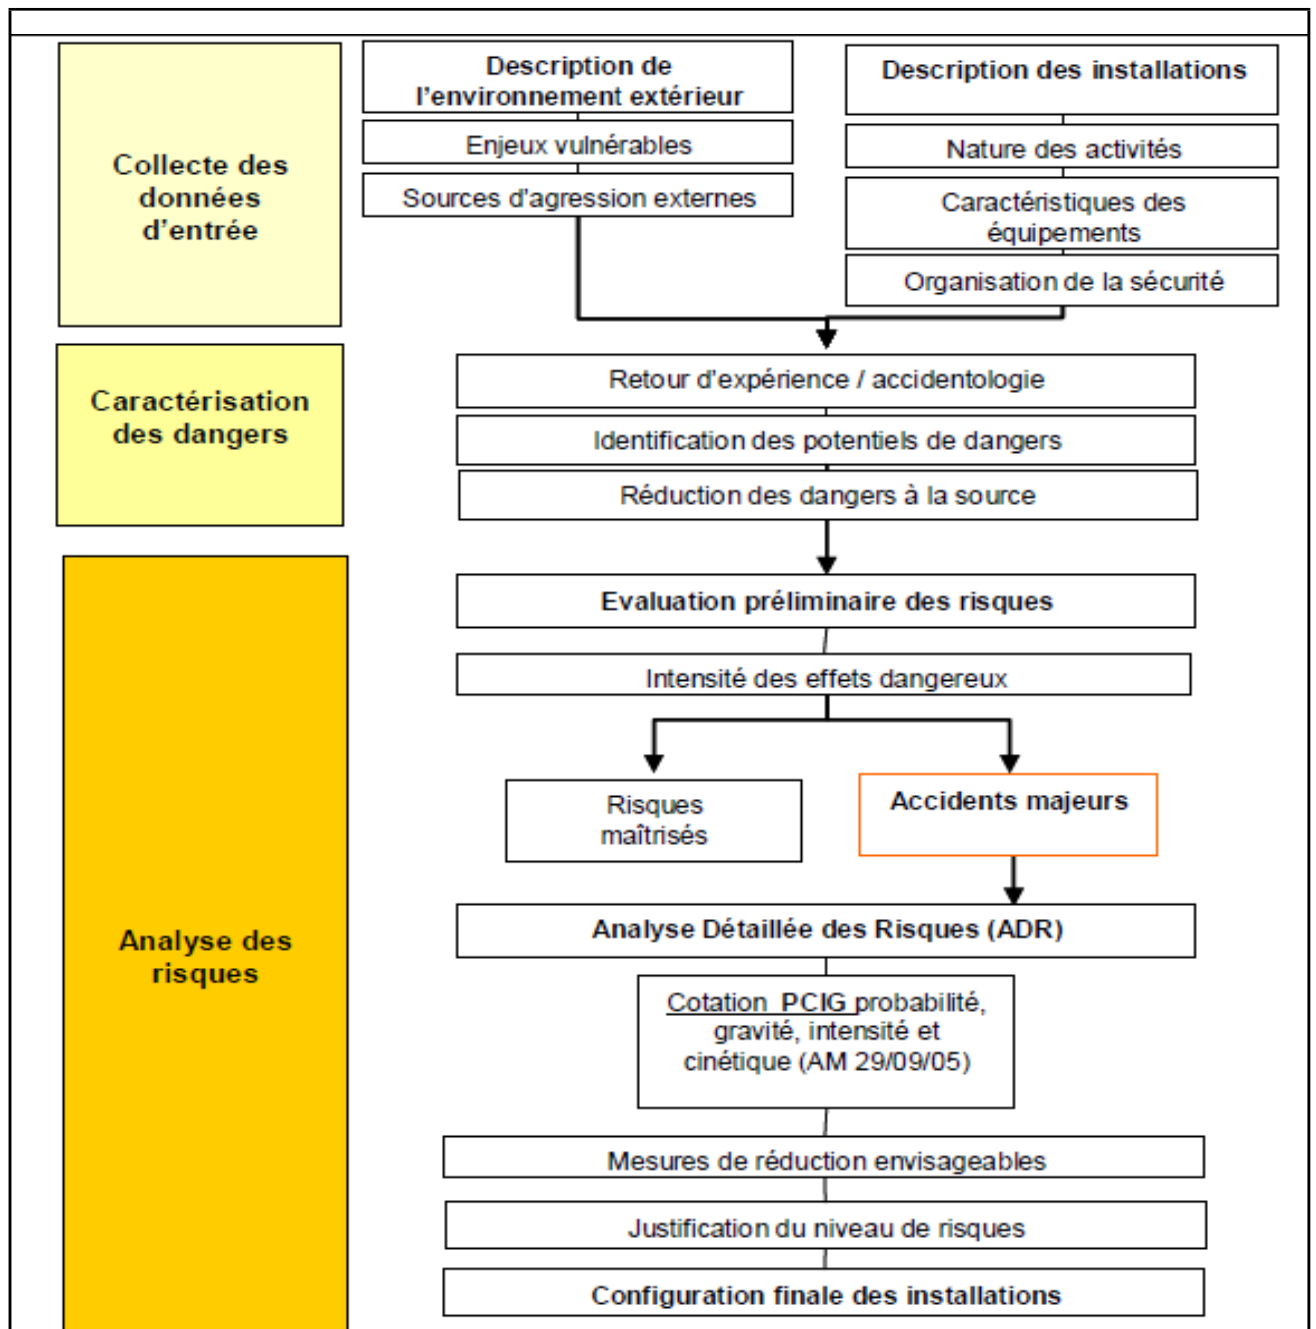 Collecte des
données
d'entrée
Description de
l'environnement extérieur
Enjeux vulnérables
Sources d'agression externes
Description des installations
Nature des activités
Caractéristiques des
équipements
Organisation de la sécurité
Caractérisation
des dangers
Retour d'expérience / accidentologie
Identification des potentiels de dangers
Réduction des dangers à la source
Analyse des
risques
Evaluation préliminaire des risques
Intensité des effets dangereux
Risques
maîtrisés
Accidents majeurs
Analyse Détaillée des Risques (ADR)
Cotation PCIG probabilité,
gravité, intensité et
cinétique (AM 29/09/05)
Mesures de réduction envisageables
Justification du niveau de risques
Configuration finale des installations